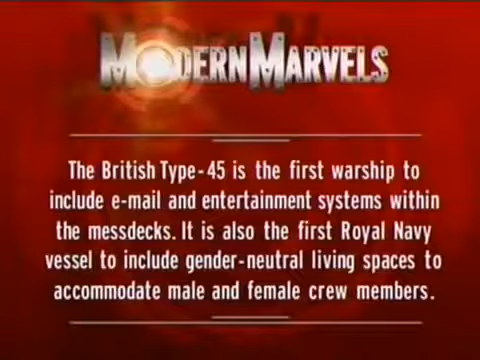 MODERN MARVELS
The British Type-45 is the first warship to
include e-mail and entertainment systems within
the messdecks. It is also the first Royal Navy
vessel to include gender-neutral living spaces to
accommodate male and female crew members.